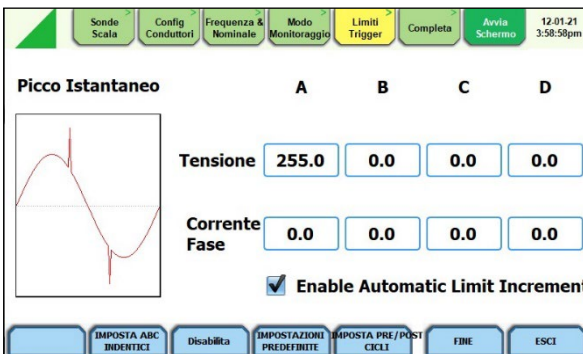 Sonde Scala
Config Conduttori
Frequenza & Nominale
Modo Monitoraggio
Limiti Trigger
Completa
Avvia Schermo
12-01-21
3:58:58pm
Picco Istantaneo
A B C D
Tensione 255.0 0.0 0.0 0.0
Corrente Fase 0.0 0.0 0.0 0.0
Enable Automatic Limit Increment
IMPOSTA ABC INDENTICI
Disabilita
IMPOSTAZIONI PREDEFINITE
IMPOSTA PRE/POST CICLI
FINE
ESCI